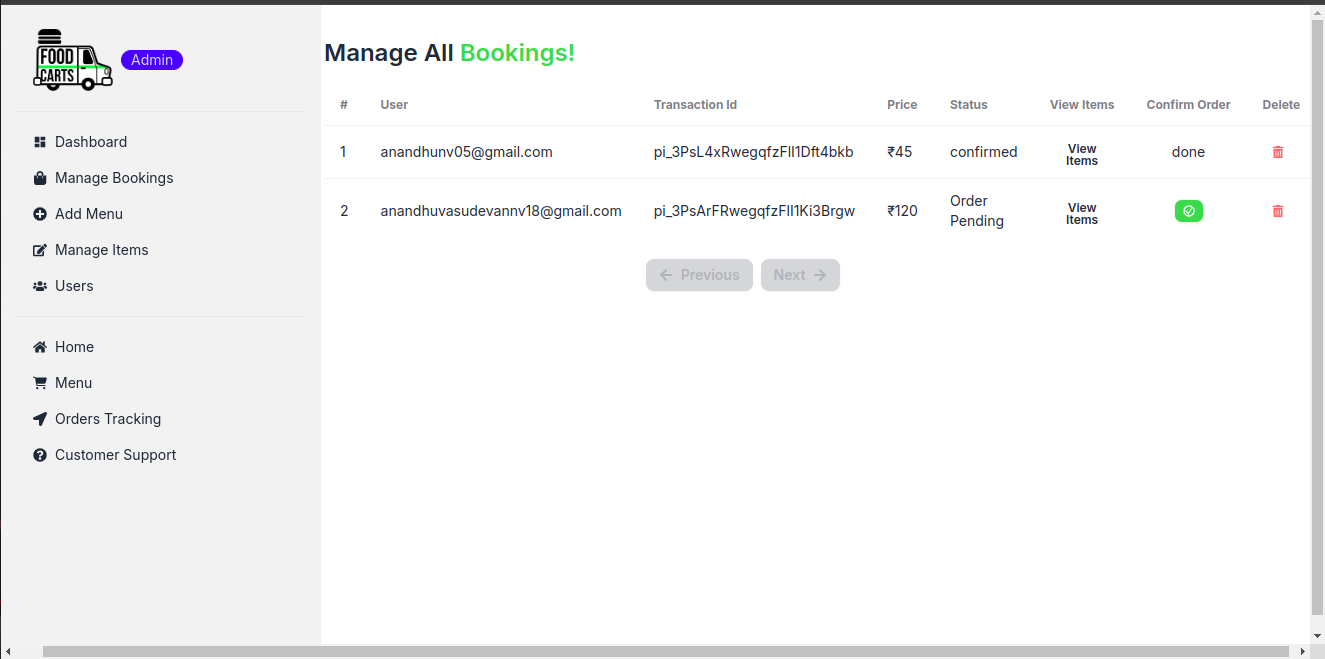 FOOD
CARTS
Admin
Dashboard
Manage Bookings
Add Menu
Manage Items
Users
Home
Menu
Orders Tracking
Customer Support
Manage All Bookings!
# User Transaction Id Price Status View Items Confirm Order Delete
1 anandhunv05@gmail.com pi_3PsL4xRwegqfzFll1Dft4bkb ₹45 confirmed View Items done
2 anandhuvasudevannv18@gmail.com pi_3PsArFRwegqfzFll1Ki3Brgw ₹120 Order Pending View Items
Previous Next